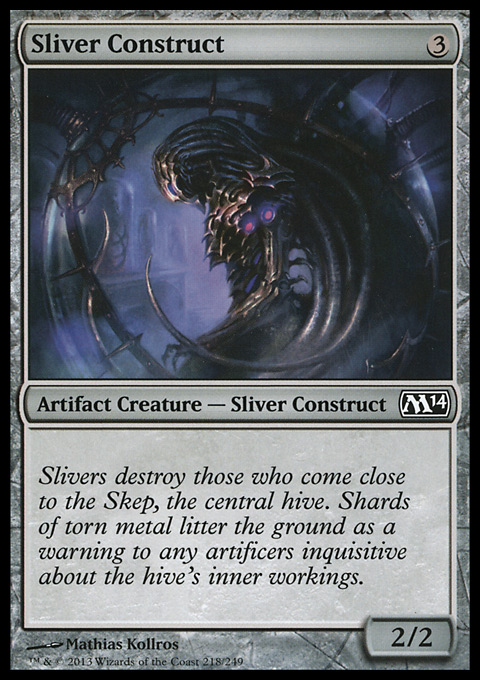 Sliver Construct
3
Artifact Creature — Sliver Construct
M14
Slivers destroy those who come close
to the Skep, the central hive. Shards
of torn metal litter the ground as a
warning to any artificers inquisitive
about the hive's inner workings.
2/2
Mathias Kollros
™ & © 2013 Wizards of the Coast 218/249